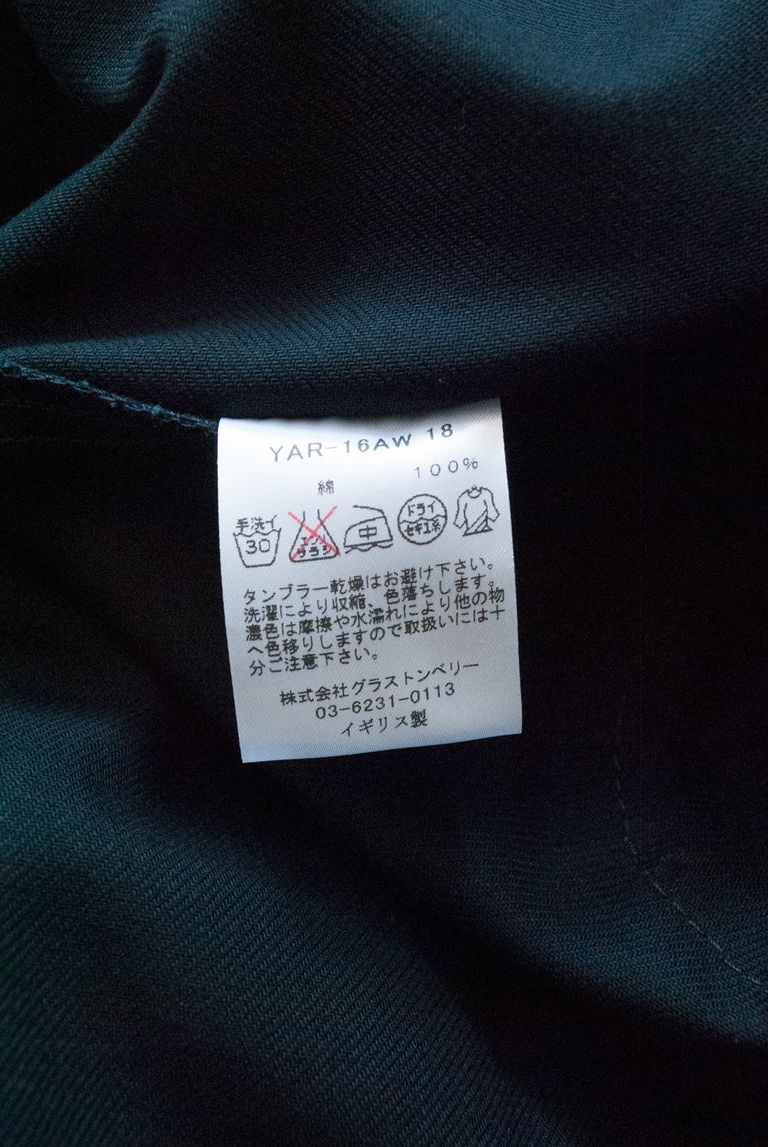 YAR-16AW 18
綿 100%
手洗イ
30
エンソ
サラシ
中
ドライ
セキユ系
タンブラー乾燥はお避け下さい。
洗濯により収縮、色落ちします。
濃色は摩擦や水濡れにより他の物
へ色移りしますので取扱いには十
分ご注意下さい。
株式会社グラストンベリー
03-6231-0113
イギリス製